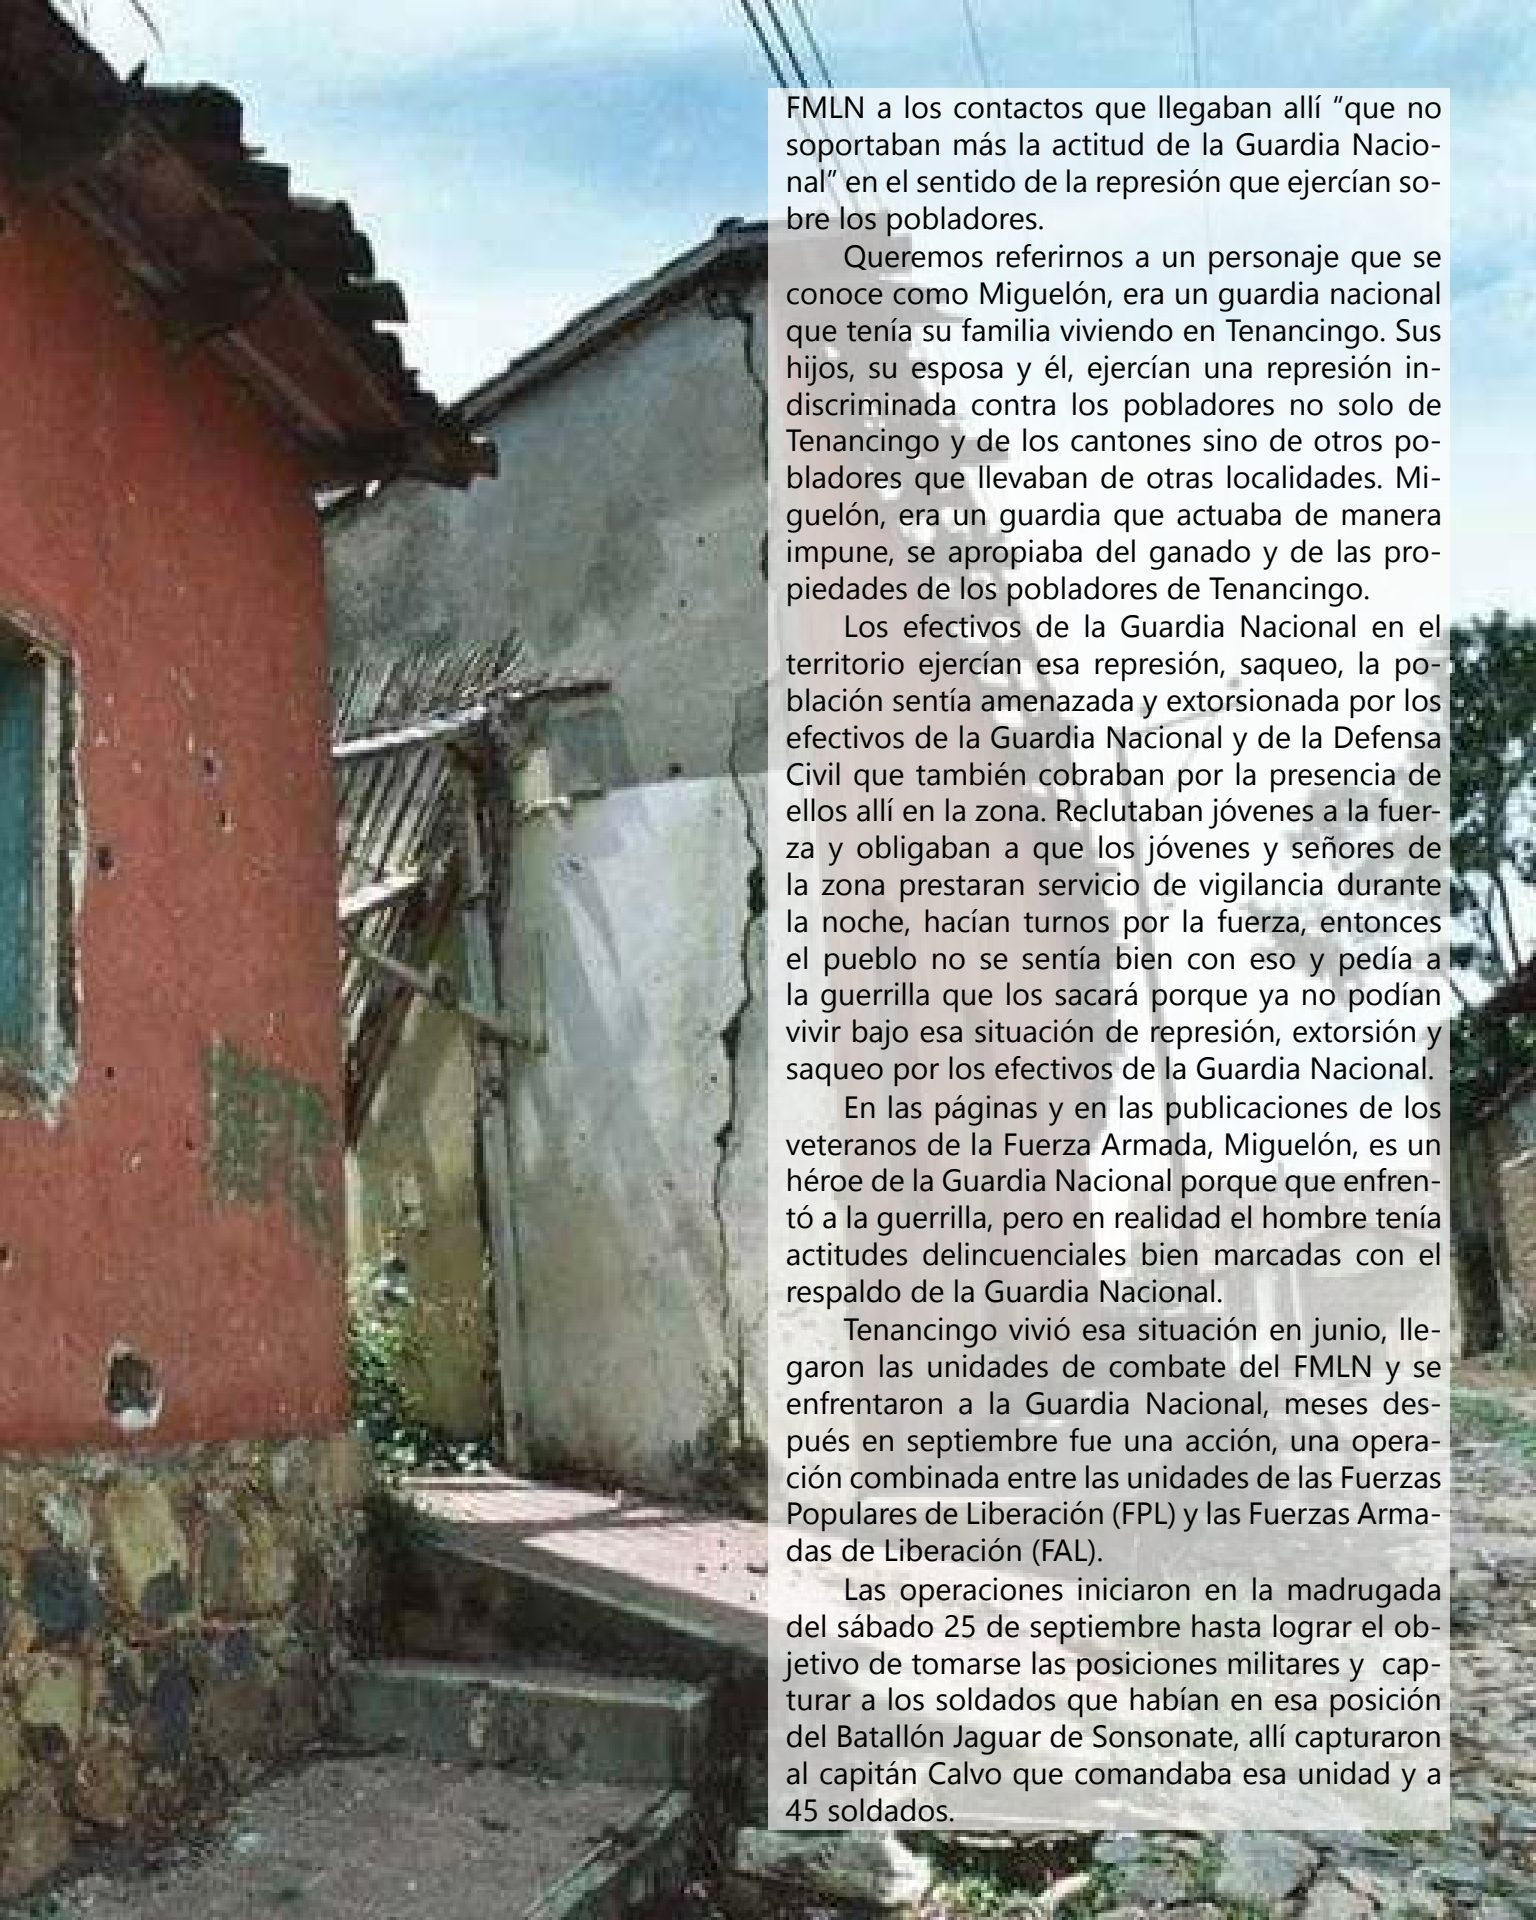 FMLN a los contactos que llegaban allí “que no
soportaban más la actitud de la Guardia Nacio-
nal” en el sentido de la represión que ejercían so-
bre los pobladores.
Queremos referirnos a un personaje que se
conoce como Miguelón, era un guardia nacional
que tenía su familia viviendo en Tenancingo. Sus
hijos, su esposa y él, ejercían una represión in-
discriminada contra los pobladores no solo de
Tenancingo y de los cantones sino de otros po-
bladores que llevaban de otras localidades. Mi-
guelón, era un guardia que actuaba de manera
impune, se apropiaba del ganado y de las pro-
piedades de los pobladores de Tenancingo.
Los efectivos de la Guardia Nacional en el
territorio ejercían esa represión, saqueo, la po-
blación sentía amenazada y extorsionada por los
efectivos de la Guardia Nacional y de la Defensa
Civil que también cobraban por la presencia de
ellos allí en la zona. Reclutaban jóvenes a la fuer-
za y obligaban a que los jóvenes y señores de
la zona prestaran servicio de vigilancia durante
la noche, hacían turnos por la fuerza, entonces
el pueblo no se sentía bien con eso y pedía a
la guerrilla que los sacará porque ya no podían
vivir bajo esa situación de represión, extorsión y
saqueo por los efectivos de la Guardia Nacional.
En las páginas y en las publicaciones de los
veteranos de la Fuerza Armada, Miguelón, es un
héroe de la Guardia Nacional porque que enfren-
tó a la guerrilla, pero en realidad el hombre tenía
actitudes delincuenciales bien marcadas con el
respaldo de la Guardia Nacional.
Tenancingo vivió esa situación en junio, lle-
garon las unidades de combate del FMLN y se
enfrentaron a la Guardia Nacional, meses des-
pués en septiembre fue una acción, una opera-
ción combinada entre las unidades de las Fuerzas
Populares de Liberación (FPL) y las Fuerzas Arma-
das de Liberación (FAL).
Las operaciones iniciaron en la madrugada
del sábado 25 de septiembre hasta lograr el ob-
jetivo de tomarse las posiciones militares y  cap-
turar a los soldados que habían en esa posición
del Batallón Jaguar de Sonsonate, allí capturaron
al capitán Calvo que comandaba esa unidad y a
45 soldados.